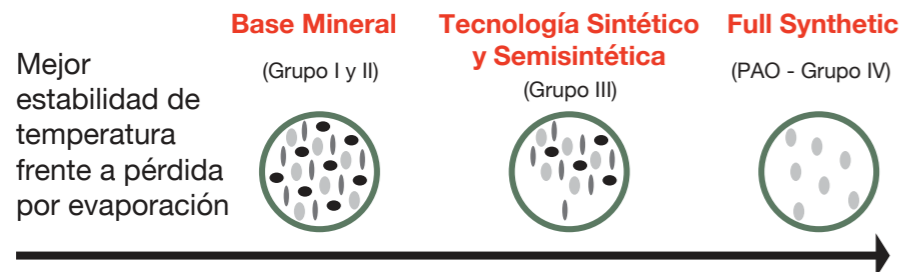 Mejor
estabilidad de
temperatura
frente a pérdida
por evaporación
Base Mineral
(Grupo I y II)
Tecnología Sintético
y Semisintética
(Grupo III)
Full Synthetic
(PAO - Grupo IV)